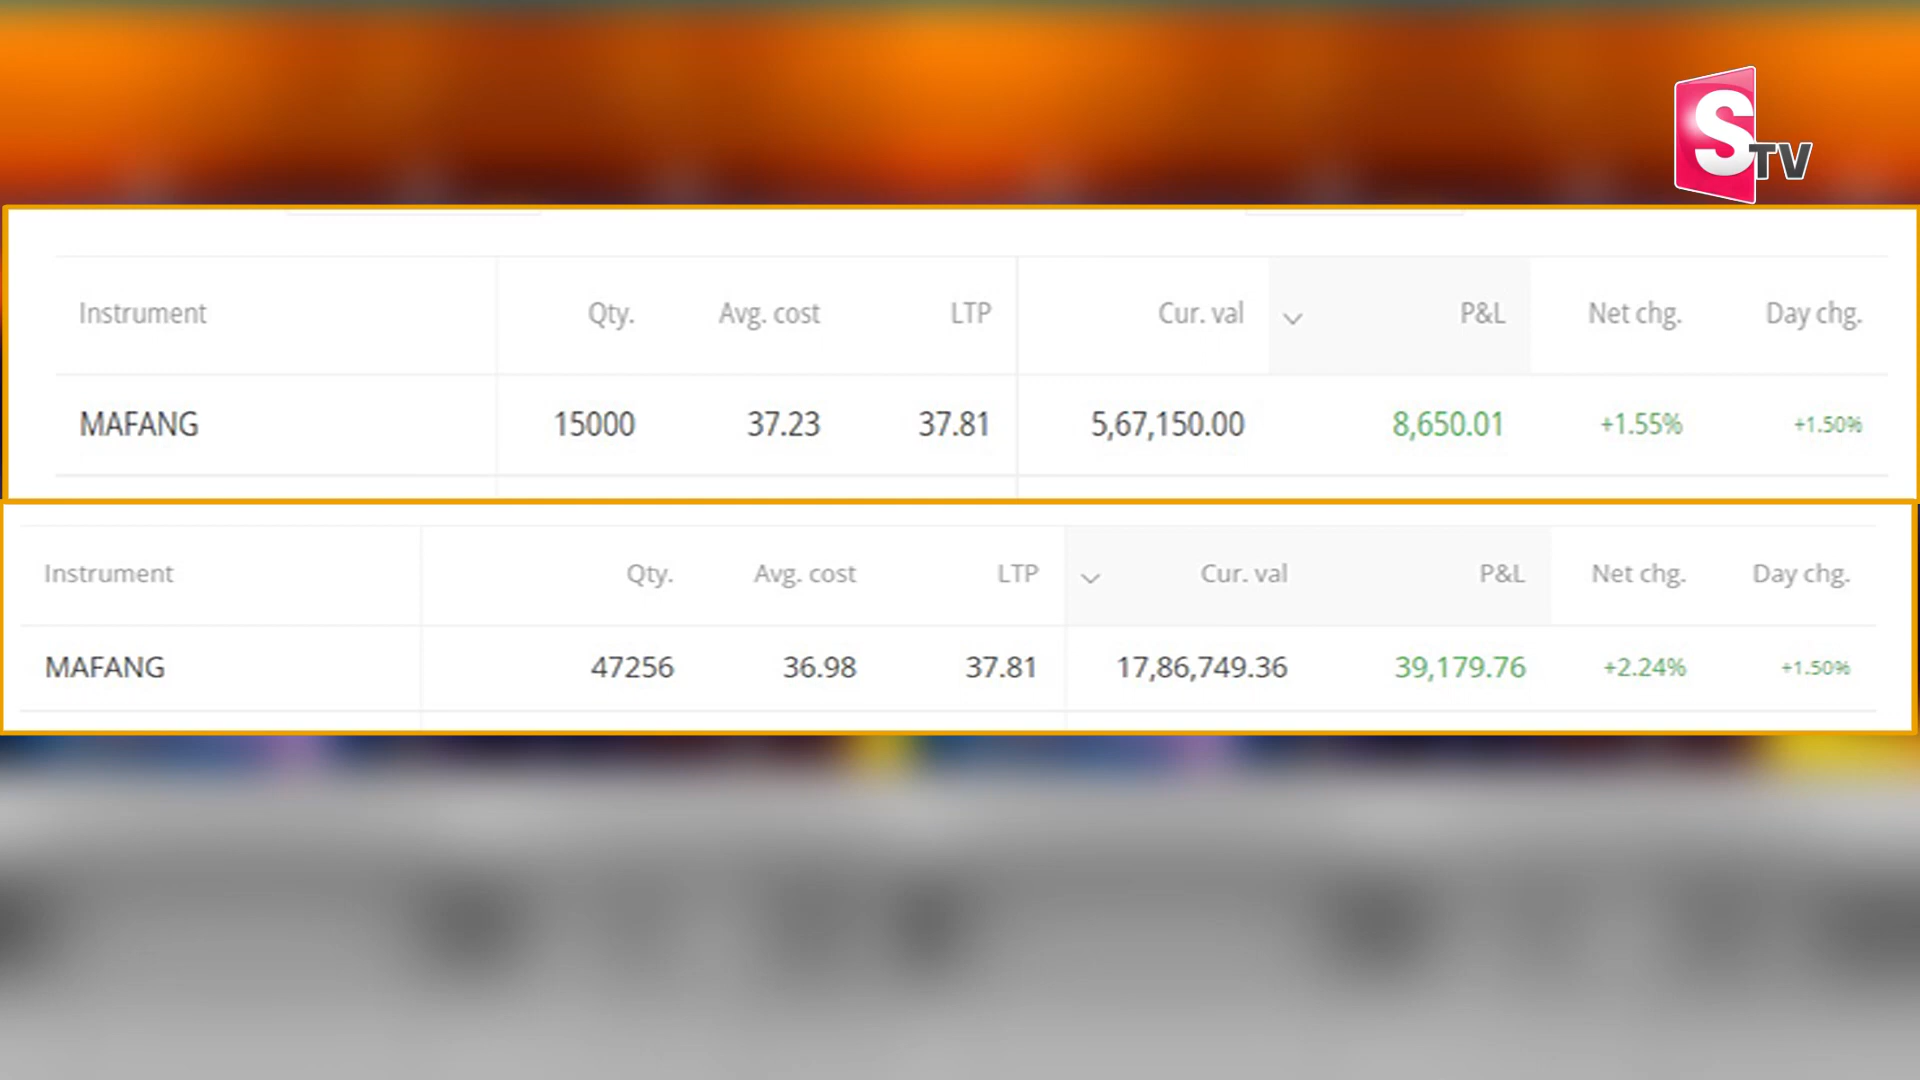 STV
Instrument Qty. Avg. cost LTP Cur. val P&L Net chg. Day chg.
MAFANG 15000 37.23 37.81 5,67,150.00 8,650.01 +1.55% +1.50%
Instrument Qty. Avg. cost LTP Cur. val P&L Net chg. Day chg.
MAFANG 47256 36.98 37.81 17,86,749.36 39,179.76 +2.24% +1.50%